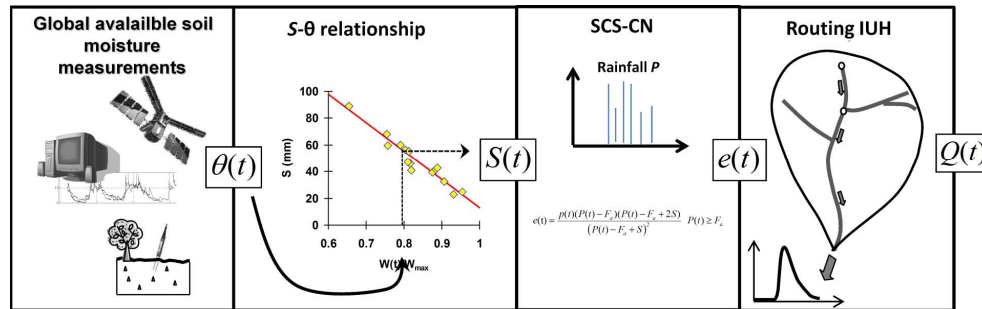 Global availailble soil
moisture
measurements
θ(t)
S-θ relationship
S (mm)
100
80
60
40
20
0
0.6 0.7 0.8 0.9 1
W(t)/Wmax
S(t)
SCS-CN
Rainfall P
e(t) = p(t)(P(t) − Fa)(P(t) − Fa + 2S) / (P(t) − Fa + S)² P(t) ≥ Fa
e(t)
Routing IUH
Q(t)